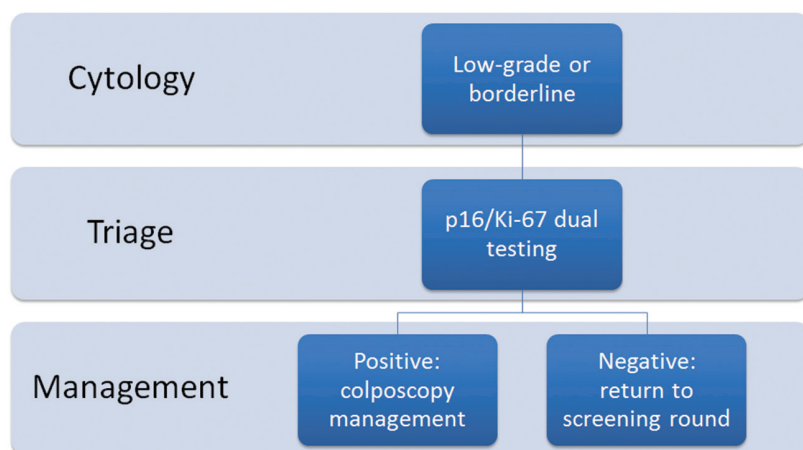 Cytology
Low-grade or
borderline
Triage
p16/Ki-67 dual
testing
Management
Positive:
colposcopy
management
Negative:
return to
screening round